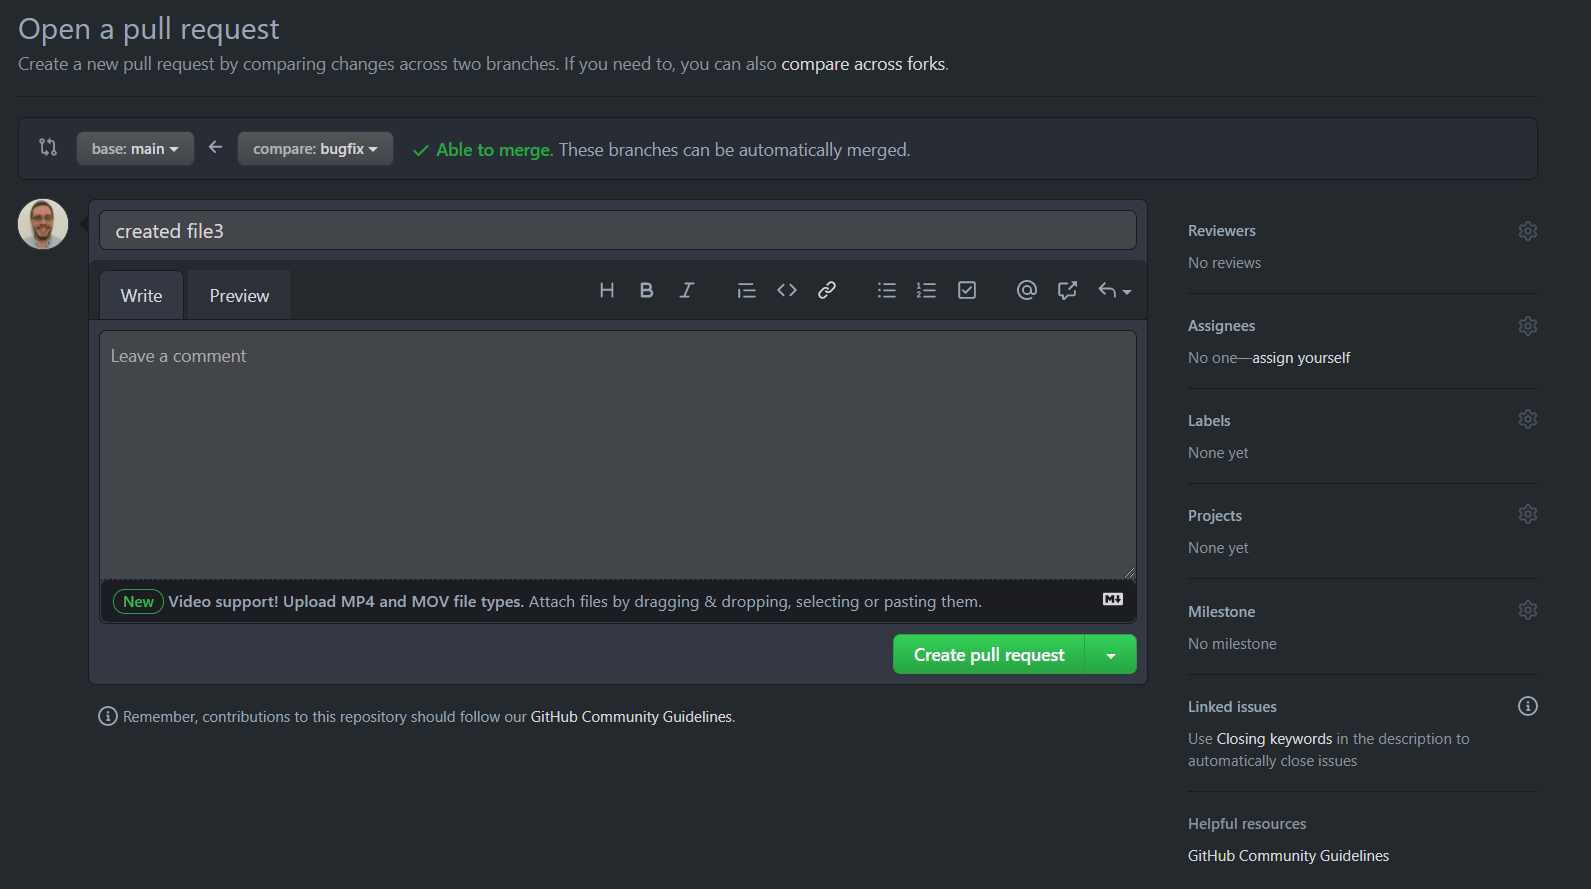 Open a pull request
Create a new pull request by comparing changes across two branches. If you need to, you can also compare across forks.
base: main
compare: bugfix
Able to merge. These branches can be automatically merged.
created file3
Write
Preview
H B I
Leave a comment
New Video support! Upload MP4 and MOV file types. Attach files by dragging & dropping, selecting or pasting them.
Create pull request
Remember, contributions to this repository should follow our GitHub Community Guidelines.
Reviewers
No reviews
Assignees
No one—assign yourself
Labels
None yet
Projects
None yet
Milestone
No milestone
Linked issues
Use Closing keywords in the description to
automatically close issues
Helpful resources
GitHub Community Guidelines